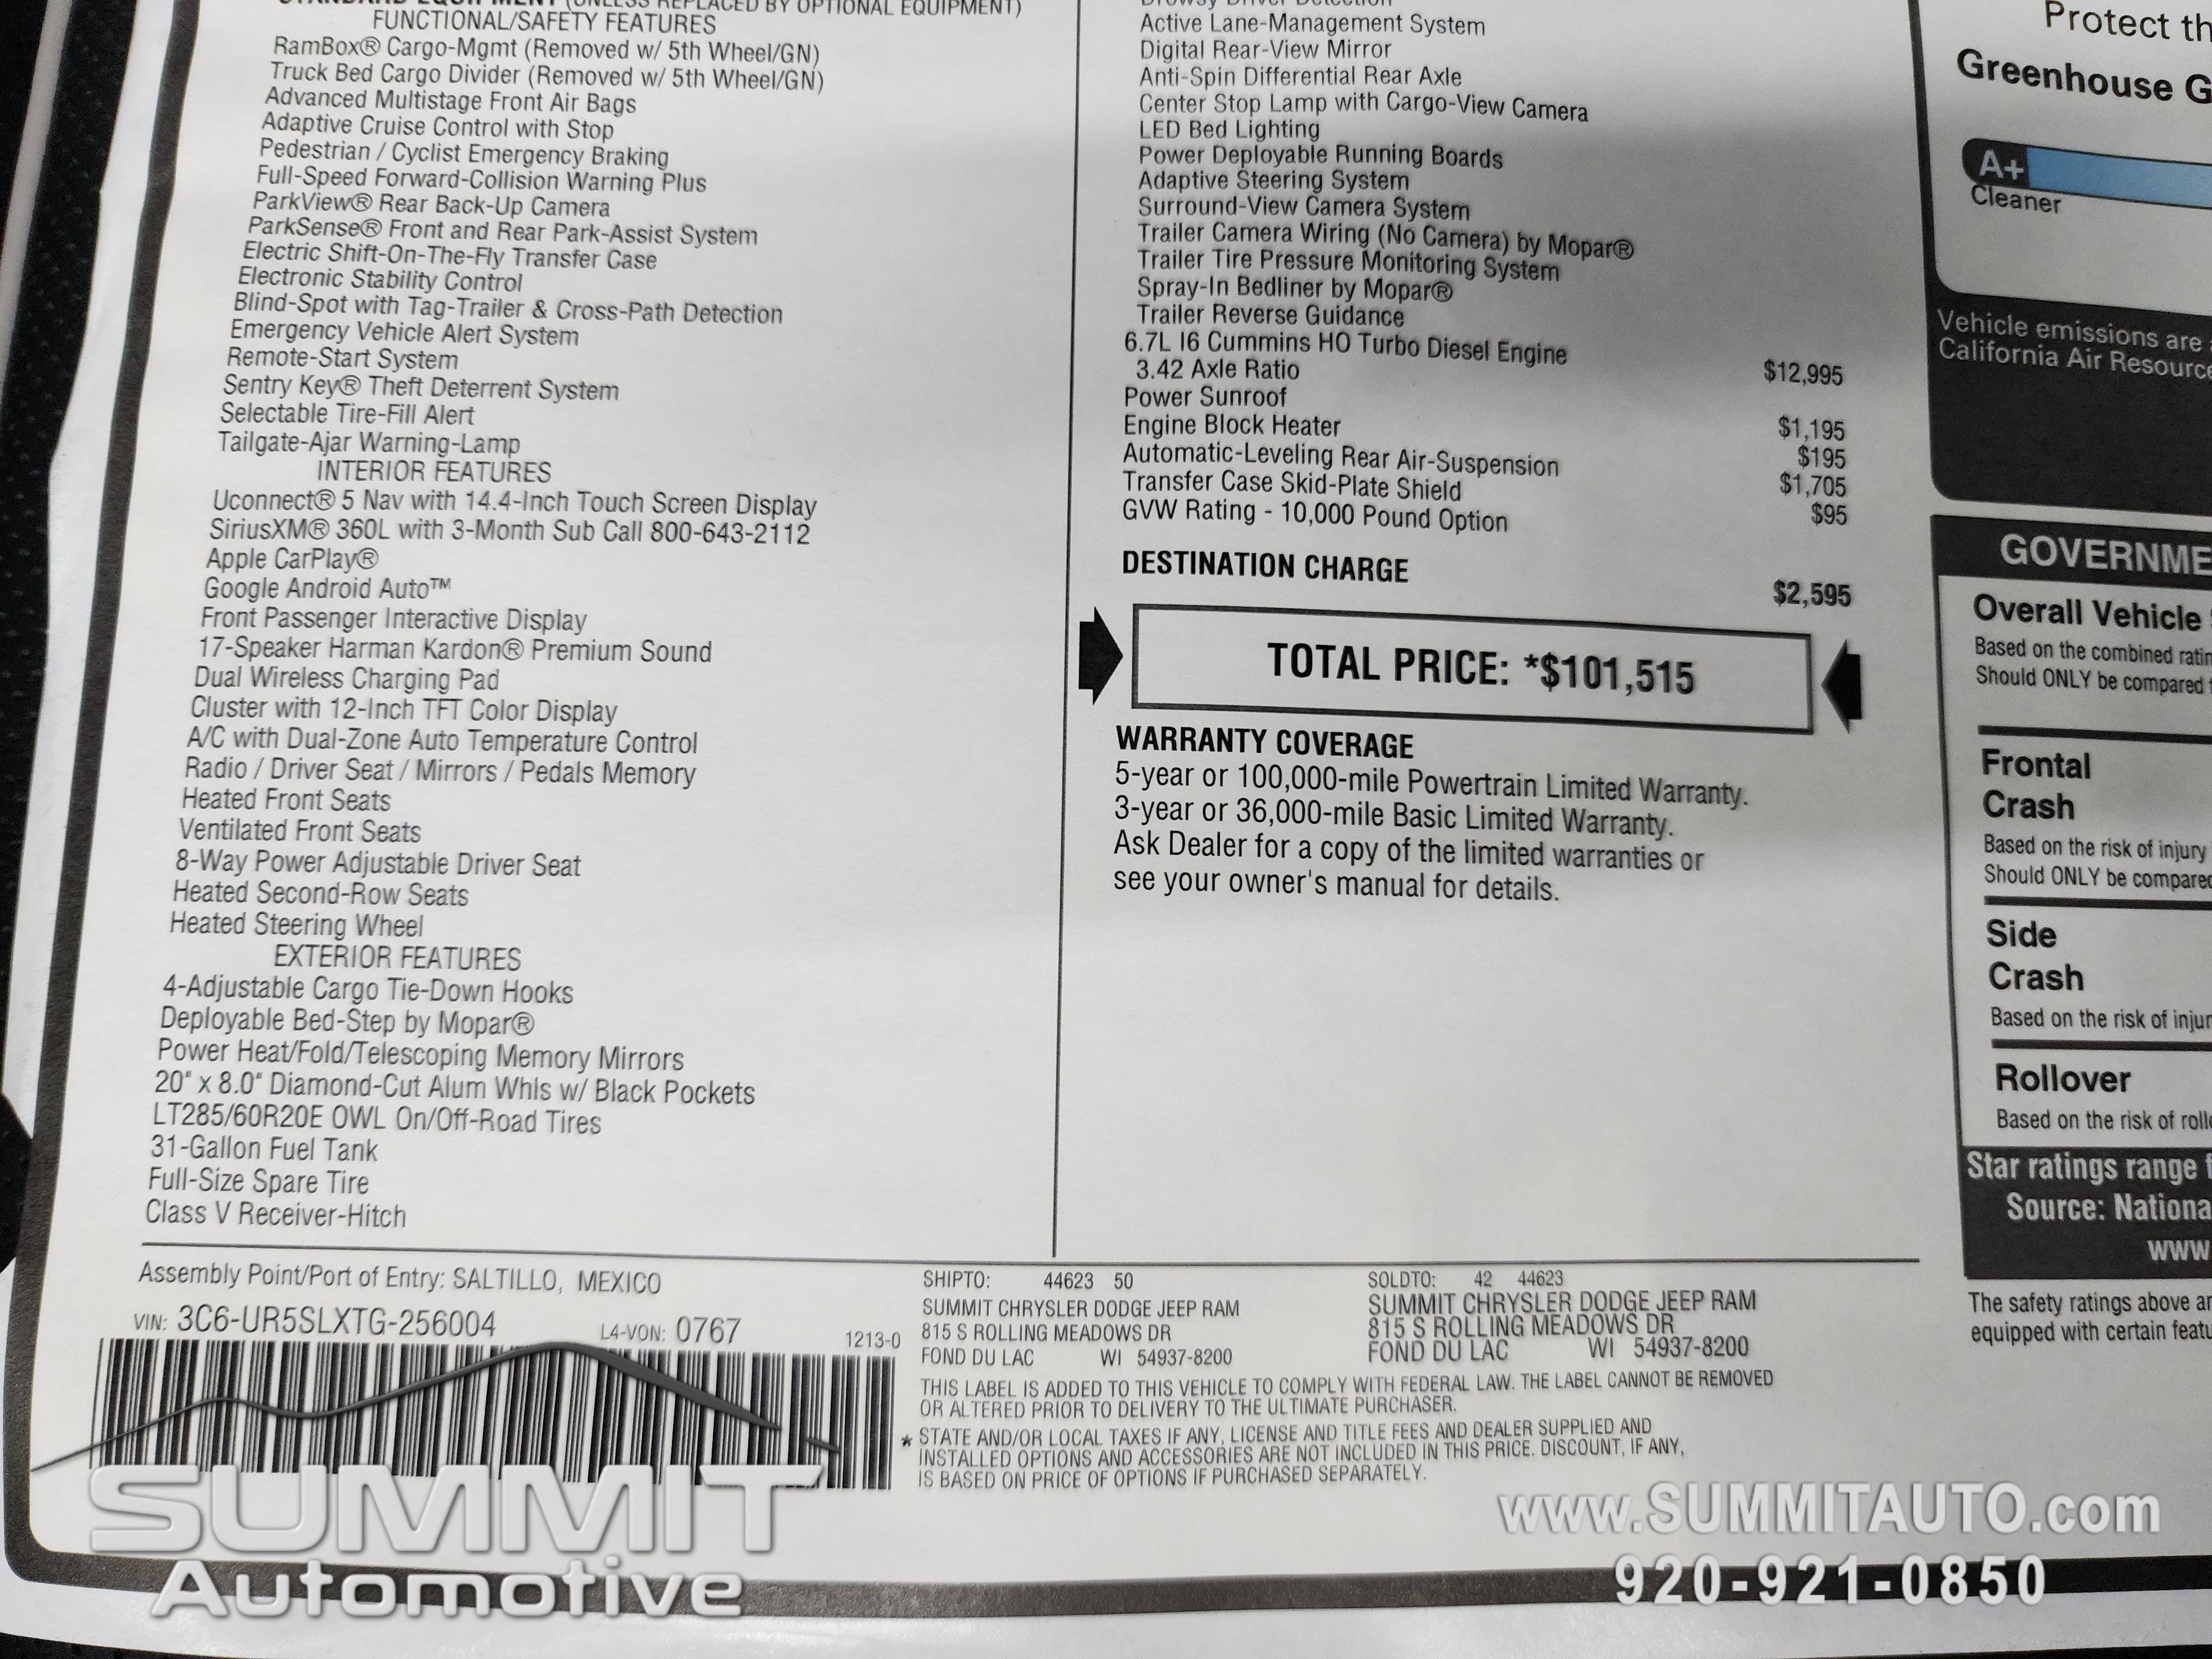 STANDARD EQUIPMENT (UNLESS REPLACED BY OPTIONAL EQUIPMENT)
FUNCTIONAL/SAFETY FEATURES
RamBox® Cargo-Mgmt (Removed w/ 5th Wheel/GN)
Truck Bed Cargo Divider (Removed w/ 5th Wheel/GN)
Advanced Multistage Front Air Bags
Adaptive Cruise Control with Stop
Pedestrian / Cyclist Emergency Braking
Full-Speed Forward-Collision Warning Plus
ParkView® Rear Back-Up Camera
ParkSense® Front and Rear Park-Assist System
Electric Shift-On-The-Fly Transfer Case
Electronic Stability Control
Blind-Spot with Tag-Trailer & Cross-Path Detection
Emergency Vehicle Alert System
Remote-Start System
Sentry Key® Theft Deterrent System
Selectable Tire-Fill Alert
Tailgate-Ajar Warning-Lamp
INTERIOR FEATURES
Uconnect® 5 Nav with 14.4-Inch Touch Screen Display
SiriusXM® 360L with 3-Month Sub Call 800-643-2112
Apple CarPlay®
Google Android Auto™
Front Passenger Interactive Display
17-Speaker Harman Kardon® Premium Sound
Dual Wireless Charging Pad
Cluster with 12-Inch TFT Color Display
A/C with Dual-Zone Auto Temperature Control
Radio / Driver Seat / Mirrors / Pedals Memory
Heated Front Seats
Ventilated Front Seats
8-Way Power Adjustable Driver Seat
Heated Second-Row Seats
Heated Steering Wheel
EXTERIOR FEATURES
4-Adjustable Cargo Tie-Down Hooks
Deployable Bed-Step by Mopar®
Power Heat/Fold/Telescoping Memory Mirrors
20" x 8.0" Diamond-Cut Alum Whls w/ Black Pockets
LT285/60R20E OWL On/Off-Road Tires
31-Gallon Fuel Tank
Full-Size Spare Tire
Class V Receiver-Hitch
Drowsy Driver Detection
Active Lane-Management System
Digital Rear-View Mirror
Anti-Spin Differential Rear Axle
Center Stop Lamp with Cargo-View Camera
LED Bed Lighting
Power Deployable Running Boards
Adaptive Steering System
Surround-View Camera System
Trailer Camera Wiring (No Camera) by Mopar®
Trailer Tire Pressure Monitoring System
Spray-In Bedliner by Mopar®
Trailer Reverse Guidance
6.7L I6 Cummins HO Turbo Diesel Engine $12,995
3.42 Axle Ratio
Power Sunroof $1,195
Engine Block Heater $195
Automatic-Leveling Rear Air-Suspension $1,705
Transfer Case Skid-Plate Shield $95
GVW Rating - 10,000 Pound Option
DESTINATION CHARGE $2,595
TOTAL PRICE: *$101,515
WARRANTY COVERAGE
5-year or 100,000-mile Powertrain Limited Warranty.
3-year or 36,000-mile Basic Limited Warranty.
Ask Dealer for a copy of the limited warranties or
see your owner's manual for details.
Protect th
Greenhouse G
A+
Cleaner
Vehicle emissions are
California Air Resourc
GOVERNME
Overall Vehicle
Based on the combined ratin
Should ONLY be compared
Frontal
Crash
Based on the risk of injury
Should ONLY be compared
Side
Crash
Based on the risk of injur
Rollover
Based on the risk of roll
Star ratings range
Source: Nationa
www
The safety ratings above ar
equipped with certain featu
Assembly Point/Port of Entry: SALTILLO, MEXICO
VIN: 3C6-UR5SLXTG-256004 L4-VON: 0767
1213-0
SHIPTO: 44623 50
SUMMIT CHRYSLER DODGE JEEP RAM
815 S ROLLING MEADOWS DR
FOND DU LAC WI 54937-8200
SOLDTO: 42 44623
SUMMIT CHRYSLER DODGE JEEP RAM
815 S ROLLING MEADOWS DR
FOND DU LAC WI 54937-8200
THIS LABEL IS ADDED TO THIS VEHICLE TO COMPLY WITH FEDERAL LAW. THE LABEL CANNOT BE REMOVED
OR ALTERED PRIOR TO DELIVERY TO THE ULTIMATE PURCHASER.
* STATE AND/OR LOCAL TAXES IF ANY, LICENSE AND TITLE FEES AND DEALER SUPPLIED AND
INSTALLED OPTIONS AND ACCESSORIES ARE NOT INCLUDED IN THIS PRICE. DISCOUNT, IF ANY,
IS BASED ON PRICE OF OPTIONS IF PURCHASED SEPARATELY.
SUMMIT
Automotive
www.SUMMITAUTO.com
920-921-0850